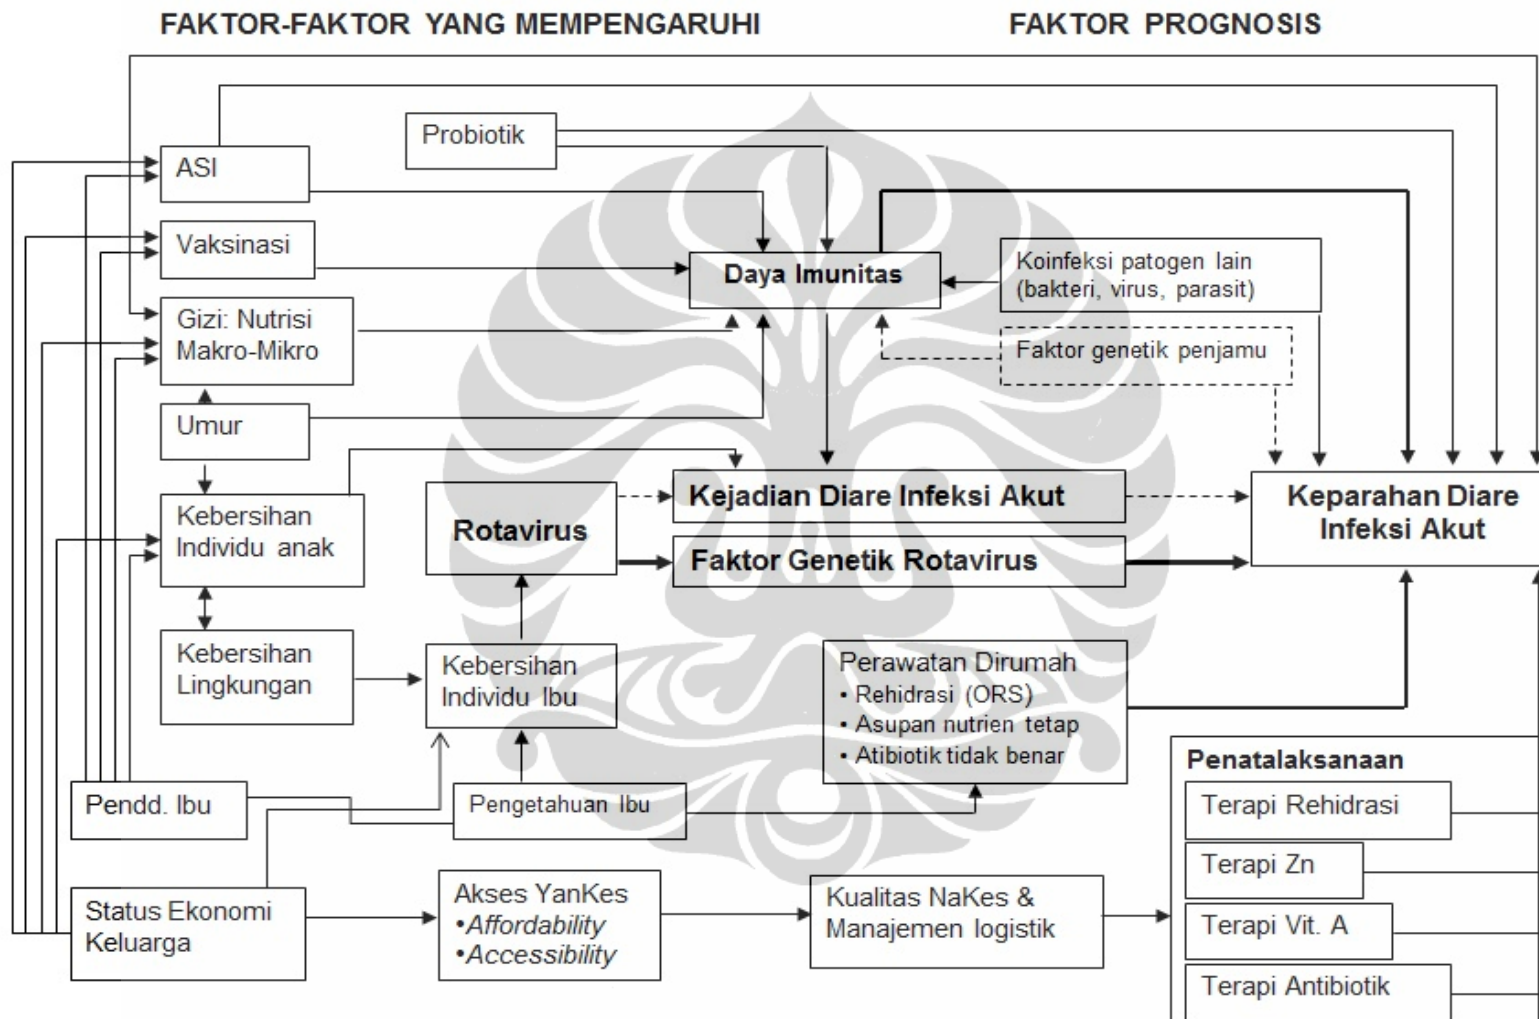 FAKTOR-FAKTOR YANG MEMPENGARUHI
FAKTOR PROGNOSIS
Probiotik
ASI
Vaksinasi
Daya Imunitas
Koinfeksi patogen lain
(bakteri, virus, parasit)
Gizi: Nutrisi
Makro-Mikro
Faktor genetik penjamu
Umur
Kebersihan
Individu anak
Rotavirus
Kejadian Diare Infeksi Akut
Faktor Genetik Rotavirus
Keparahan Diare
Infeksi Akut
Kebersihan
Lingkungan
Kebersihan
Individu Ibu
Perawatan Dirumah
• Rehidrasi (ORS)
• Asupan nutrien tetap
• Atibiotik tidak benar
Pendd. Ibu
Pengetahuan Ibu
Penatalaksanaan
Terapi Rehidrasi
Terapi Zn
Terapi Vit. A
Terapi Antibiotik
Status Ekonomi
Keluarga
Akses YanKes
•Affordability
•Accessibility
Kualitas NaKes &
Manajemen logistik